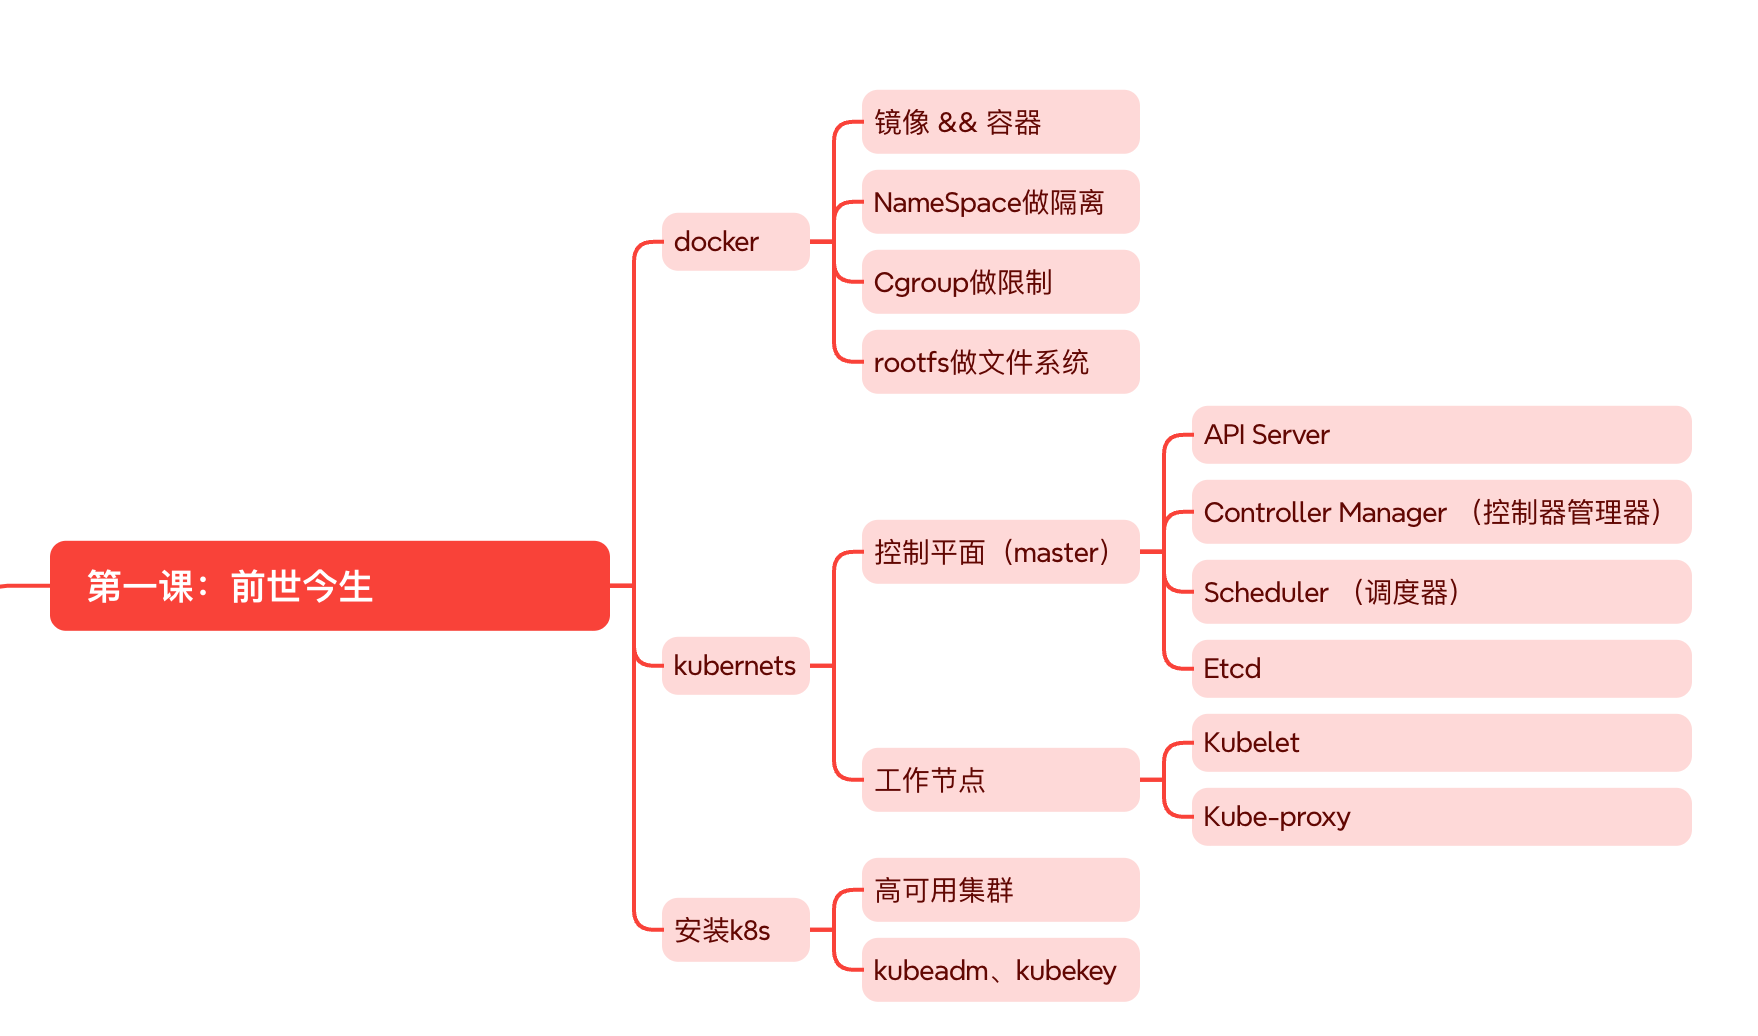 第一课：前世今生
docker
镜像 && 容器
NameSpace做隔离
Cgroup做限制
rootfs做文件系统
kubernets
控制平面（master）
API Server
Controller Manager （控制器管理器）
Scheduler （调度器）
Etcd
工作节点
Kubelet
Kube-proxy
安装k8s
高可用集群
kubeadm、kubekey